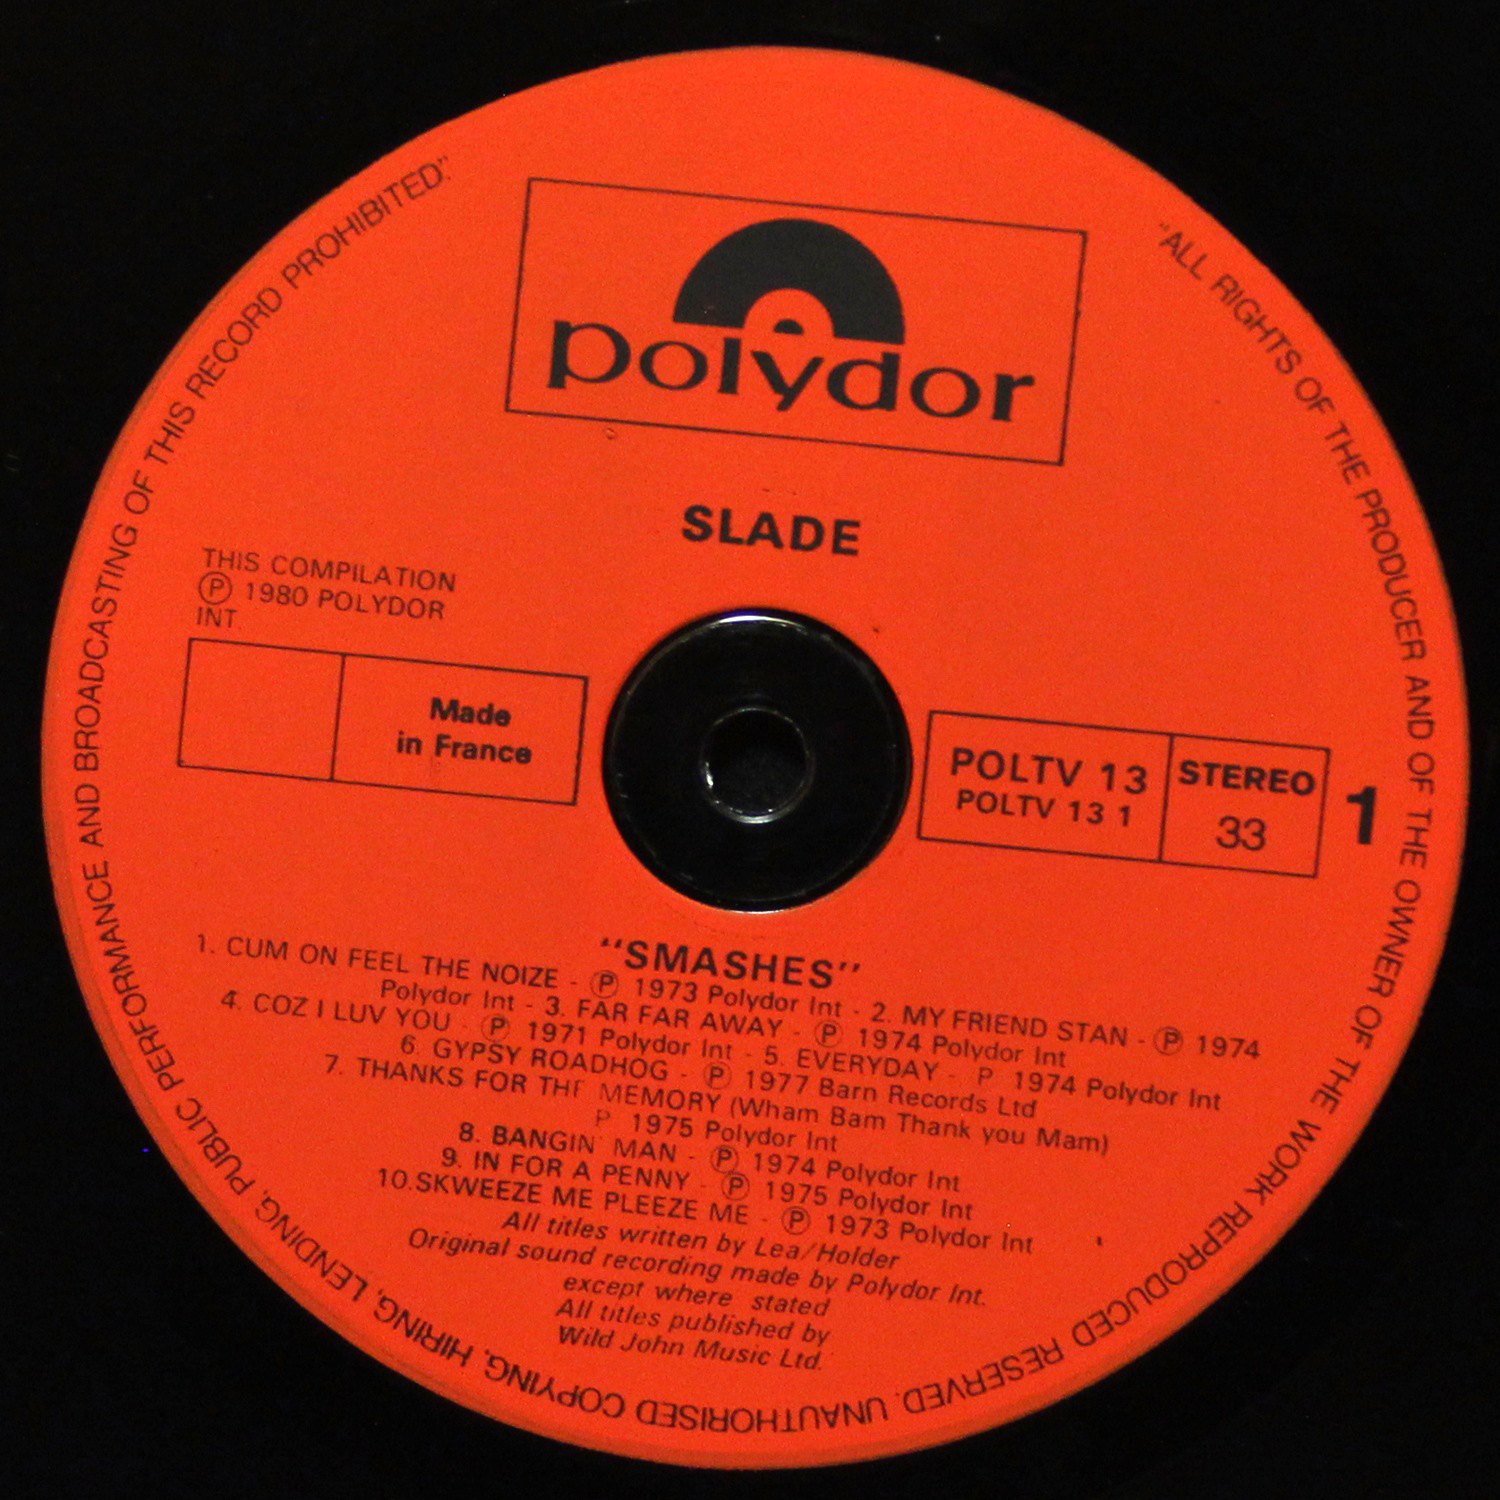 polydor
SLADE
THIS COMPILATION
Ⓟ 1980 POLYDOR
INT.
Made
in France
POLTV 13
POLTV 13 1
STEREO
33
1
"SMASHES"
1. CUM ON FEEL THE NOIZE - Ⓟ 1973 Polydor Int - 2. MY FRIEND STAN - Ⓟ 1974
Polydor Int - 3. FAR FAR AWAY - Ⓟ 1974 Polydor Int
4. COZ I LUV YOU - Ⓟ 1971 Polydor Int - 5. EVERYDAY - P 1974 Polydor Int
6. GYPSY ROADHOG - Ⓟ 1977 Barn Records Ltd
7. THANKS FOR THE MEMORY (Wham Bam Thank you Mam)
P 1975 Polydor Int
8. BANGIN' MAN - Ⓟ 1974 Polydor Int
9. IN FOR A PENNY - Ⓟ 1975 Polydor Int
10. SKWEEZE ME PLEEZE ME - Ⓟ 1973 Polydor Int
All titles written by Lea/Holder
Original sound recording made by Polydor Int.
except where stated
All titles published by
Wild John Music Ltd.
"ALL RIGHTS OF THE PRODUCER AND OF THE OWNER OF THE WORK REPRODUCED RESERVED. UNAUTHORISED COPYING, HIRING, LENDING, PUBLIC PERFORMANCE AND BROADCASTING OF THIS RECORD PROHIBITED."